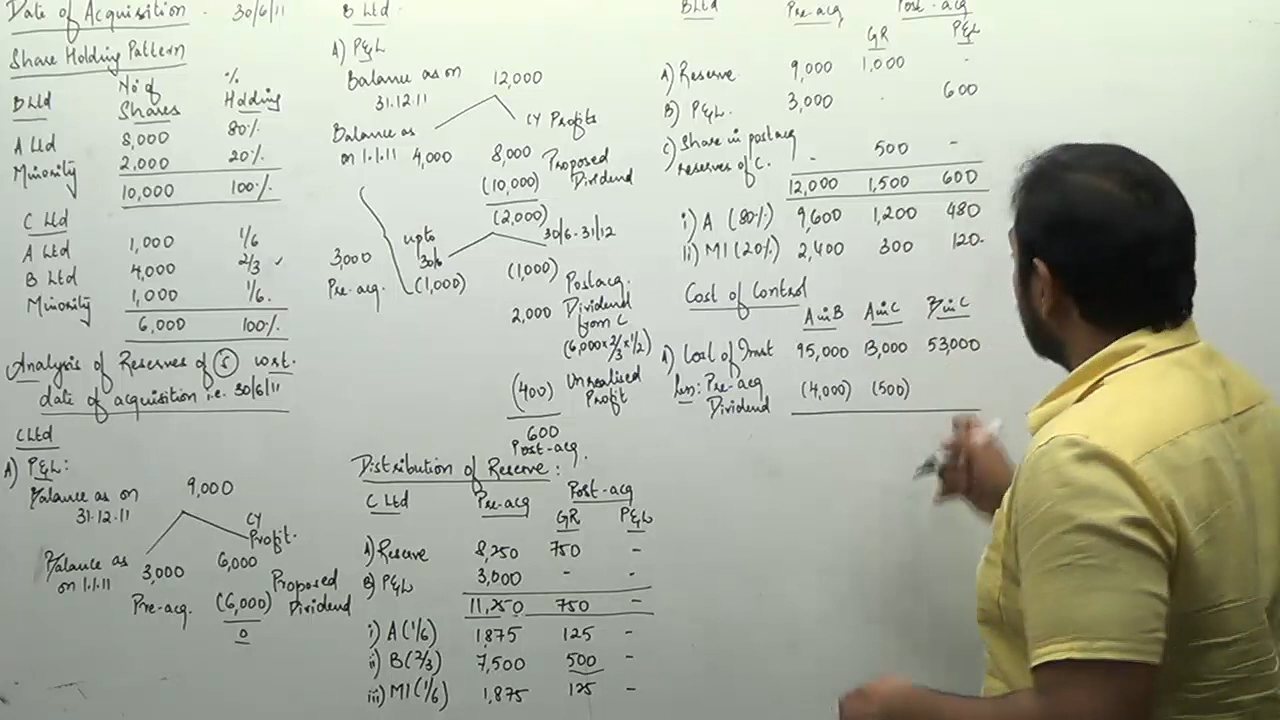 Date of Acquisition - 30/6/11
Share Holding Pattern
B Ltd No of Shares % Holding
A Ltd 8,000 80%
Minority 2,000 20%
10,000 100%
C Ltd
A Ltd 1,000 1/6
B Ltd 4,000 2/3 ✓
Minority 1,000 1/6.
6,000 100%
Analysis of Reserves of (S) w.r.t.
date of acquisition i.e. 30/6/11
C Ltd
A) P&L:
Balance as on 9,000
31.12.11
CY Profit.
Balance as on 1.1.11 3,000 6,000
Pre-acq. (6,000) Proposed Dividend
0
B Ltd.
A) P&L
Balance as on 12,000
31.12.11
CY Profits
Balance as on 1.1.11 4,000 8,000
(10,000) Proposed Dividend
(2,000)
upto 30/6 30/6-31/12
3,000 Pre-acq. (1,000) (1,000) Postacq.
2,000 Dividend from C
(6,000×2/3×1/2)
(400) Unrealised Profit
600
Post-acq.
Distribution of Reserve:
C Ltd Pre-acq Post-acq
GR P&L
A) Reserve 8,250 750 -
B) P&L 3,000 - -
11,250 750 -
i) A (1/6) 1,875 125 -
ii) B (2/3) 7,500 500 -
iii) MI (1/6) 1,875 125 -
B Ltd Pre-acq Post-acq
GR P&L
A) Reserve 9,000 1,000 -
B) P&L. 3,000 . 600
C) Share in postacq reserves of C. - 500 -
12,000 1,500 600
i) A (80%) 9,600 1,200 480
ii) MI (20%) 2,400 300 120.
Cost of Control
A in B A in C B in C
A) Cost of Invt 95,000 13,000 53,000
Less: Pre-acq Dividend (4,000) (500)